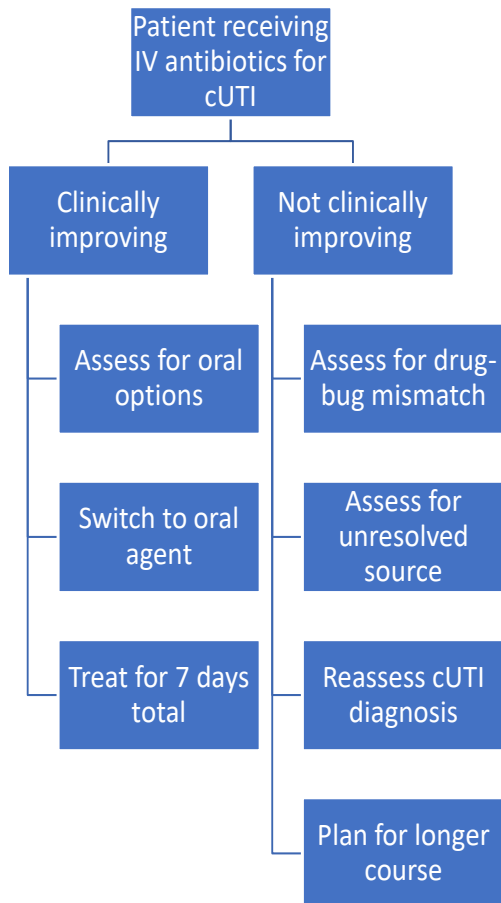 Patient receiving
IV antibiotics for
cUTI
Clinically
improving
Not clinically
improving
Assess for oral
options
Assess for drug-
bug mismatch
Switch to oral
agent
Assess for
unresolved
source
Treat for 7 days
total
Reassess cUTI
diagnosis
Plan for longer
course